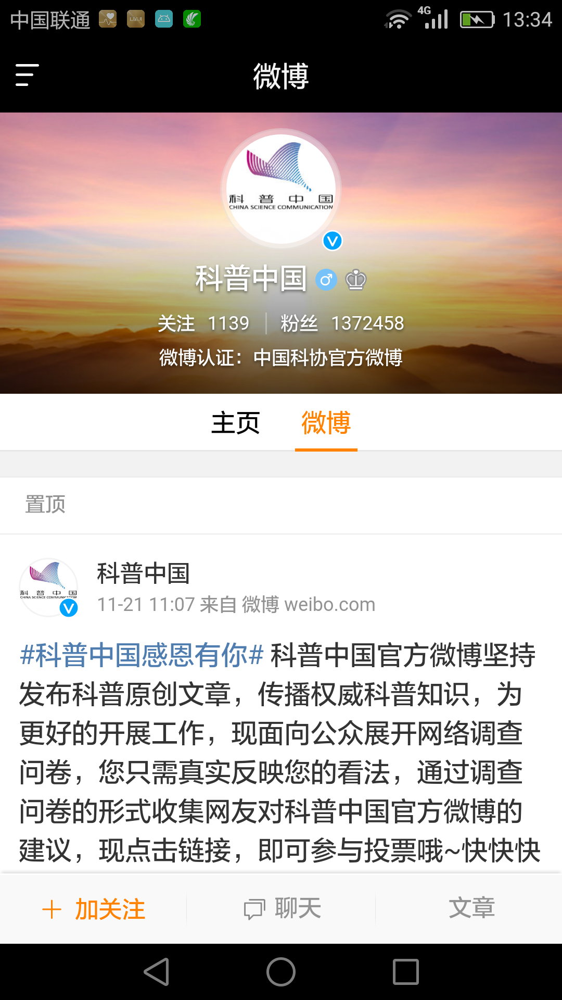 中国联通 4G 13:34
微博
科普中国
CHINA SCIENCE COMMUNICATION
科普中国
关注 1139 粉丝 1372458
微博认证：中国科协官方微博
主页 微博
置顶
科普中国
CHINA SCIENCE COMMUNICATION
科普中国
11-21 11:07 来自 微博 weibo.com
#科普中国感恩有你# 科普中国官方微博坚持
发布科普原创文章，传播权威科普知识，为
更好的开展工作，现面向公众展开网络调查
问卷，您只需真实反映您的看法，通过调查
问卷的形式收集网友对科普中国官方微博的
建议，现点击链接，即可参与投票哦~快快快
加关注 聊天 文章